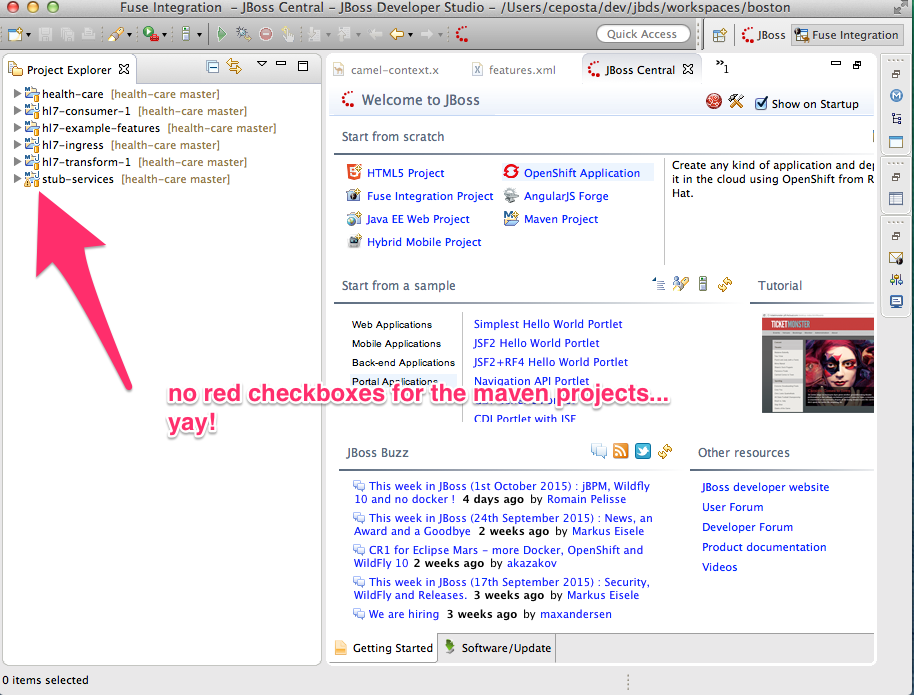 Fuse Integration - JBoss Central - JBoss Developer Studio - /Users/ceposta/dev/jbds/workspaces/boston
Quick Access
JBoss
Fuse Integration
Project Explorer
health-care [health-care master]
hl7-consumer-1 [health-care master]
hl7-example-features [health-care master]
hl7-ingress [health-care master]
hl7-transform-1 [health-care master]
stub-services [health-care master]
camel-context.x
features.xml
JBoss Central
»1
Welcome to JBoss
Show on Startup
Start from scratch
HTML5 Project
OpenShift Application
Fuse Integration Project
AngularJS Forge
Java EE Web Project
Maven Project
Hybrid Mobile Project
Create any kind of application and dep
it in the cloud using OpenShift from R
Hat.
Start from a sample
Web Applications
Mobile Applications
Back-end Applications
Portal Applications
Simplest Hello World Portlet
JSF2 Hello World Portlet
JSF2+RF4 Hello World Portlet
Navigation API Portlet
CDI Portlet with JSF
Tutorial
TICKETMONSTER
no red checkboxes for the maven projects...
yay!
JBoss Buzz
This week in JBoss (1st October 2015) : jBPM, Wildfly
10 and no docker ! 4 days ago by Romain Pelisse
This week in JBoss (24th September 2015) : News, an
Award and a Goodbye 2 weeks ago by Markus Eisele
CR1 for Eclipse Mars - more Docker, OpenShift and
WildFly 10 2 weeks ago by akazakov
This week in JBoss (17th September 2015) : Security,
WildFly and Releases. 3 weeks ago by Markus Eisele
We are hiring 3 weeks ago by maxandersen
Other resources
JBoss developer website
User Forum
Developer Forum
Product documentation
Videos
Getting Started
Software/Update
0 items selected